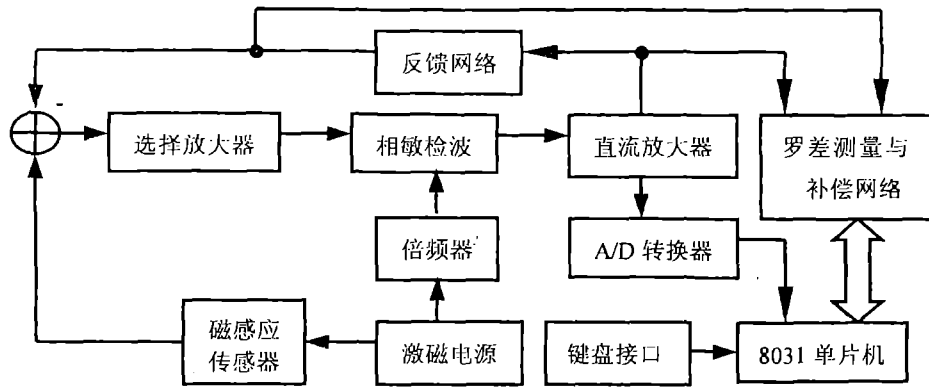 反馈网络
选择放大器
相敏检波
直流放大器
罗差测量与
补偿网络
倍频器
A/D 转换器
磁感应
传感器
激磁电源
键盘接口
8031 单片机